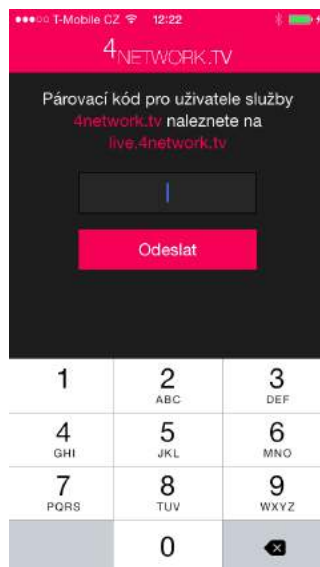 T-Mobile CZ 12:22
4NETWORK.TV
Párovací kód pro uživatele služby
4network.tv naleznete na
live.4network.tv
Odeslat
1 2 3
ABC DEF
4 5 6
GHI JKL MNO
7 8 9
PQRS TUV WXYZ
0